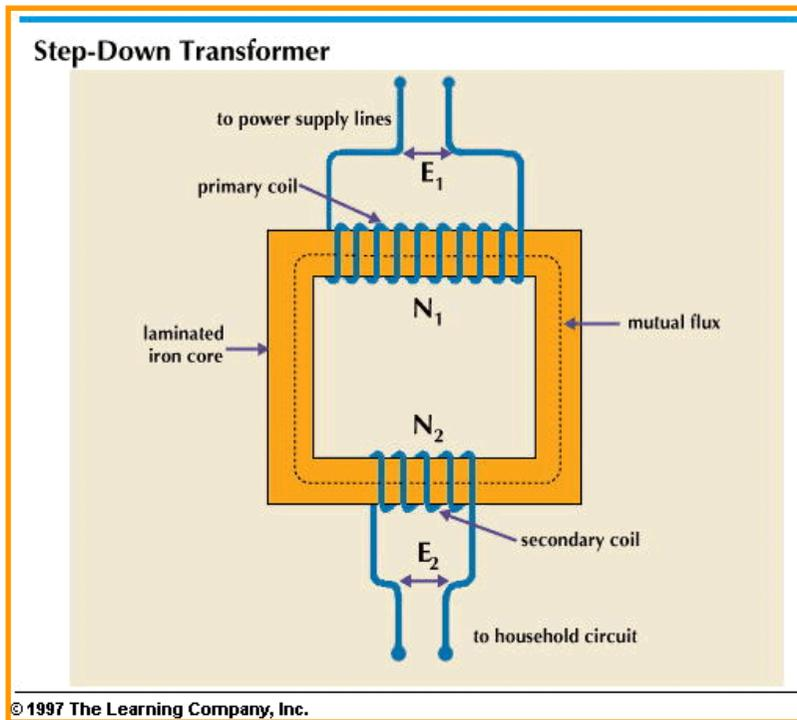 Step-Down Transformer
to power supply lines
E1
primary coil
N1
laminated
iron core
mutual flux
N2
secondary coil
E2
to household circuit
© 1997 The Learning Company, Inc.